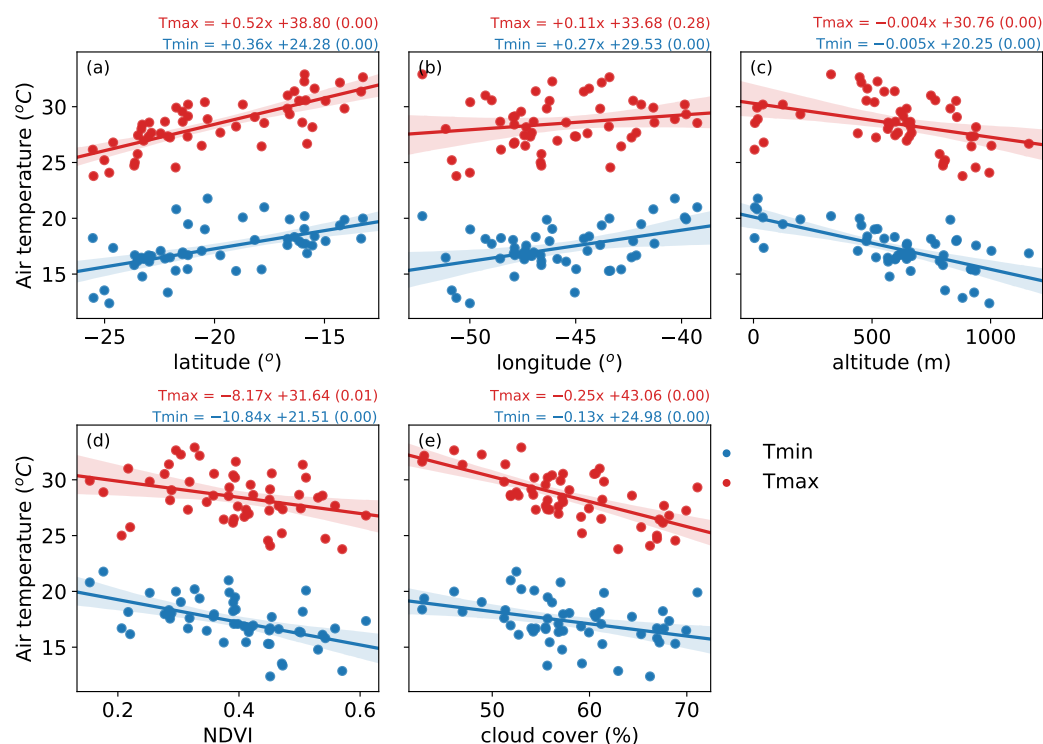 Tmax = +0.52x +38.80 (0.00)
Tmin = +0.36x +24.28 (0.00)
Tmax = +0.11x +33.68 (0.28)
Tmin = +0.27x +29.53 (0.00)
Tmax = −0.004x +30.76 (0.00)
Tmin = −0.005x +20.25 (0.00)
(a)
(b)
(c)
Air temperature (°C)
30
25
20
15
−25
−20
−15
latitude (o)
−50
−45
−40
longitude (o)
0
500
1000
altitude (m)
Tmax = −8.17x +31.64 (0.01)
Tmin = −10.84x +21.51 (0.00)
Tmax = −0.25x +43.06 (0.00)
Tmin = −0.13x +24.98 (0.00)
(d)
(e)
Air temperature (°C)
30
25
20
15
0.2
0.4
0.6
NDVI
50
60
70
cloud cover (%)
Tmin
Tmax